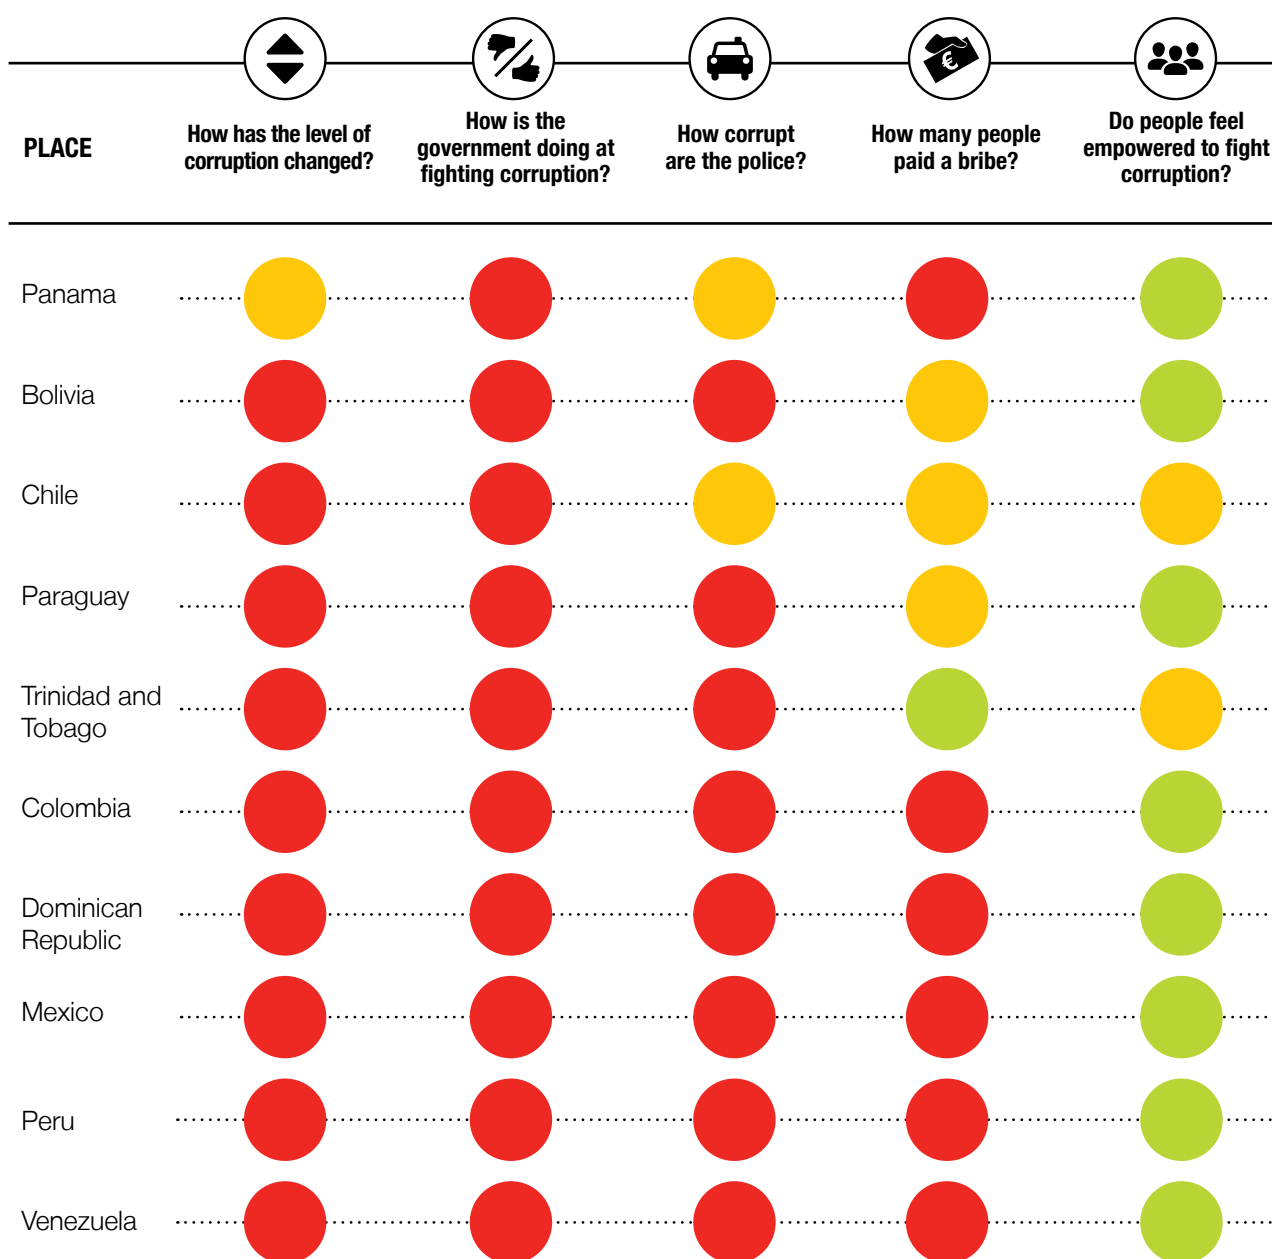 PLACE
How has the level of
corruption changed?
How is the
government doing at
fighting corruption?
How corrupt
are the police?
€
How many people
paid a bribe?
Do people feel
empowered to fight
corruption?
Panama
Bolivia
Chile
Paraguay
Trinidad and
Tobago
Colombia
Dominican
Republic
Mexico
Peru
Venezuela